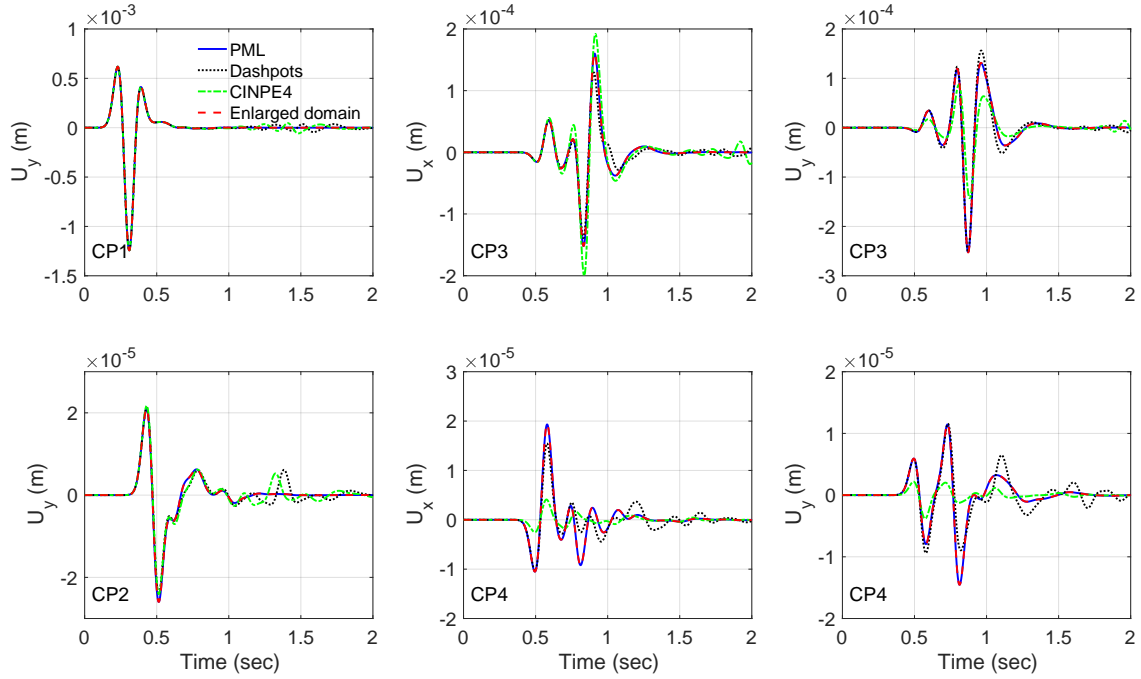 ×10^-3
1
0.5
0
-0.5
-1
-1.5
U_y (m)
PML
Dashpots
CINPE4
Enlarged domain
CP1
0 0.5 1 1.5 2
×10^-4
2
1
0
-1
-2
U_x (m)
CP3
0 0.5 1 1.5 2
×10^-4
2
1
0
-1
-2
-3
U_y (m)
CP3
0 0.5 1 1.5 2
×10^-5
2
0
-2
U_y (m)
CP2
0 0.5 1 1.5 2
Time (sec)
×10^-5
3
2
1
0
-1
-2
U_x (m)
CP4
0 0.5 1 1.5 2
Time (sec)
×10^-5
2
1
0
-1
-2
U_y (m)
CP4
0 0.5 1 1.5 2
Time (sec)